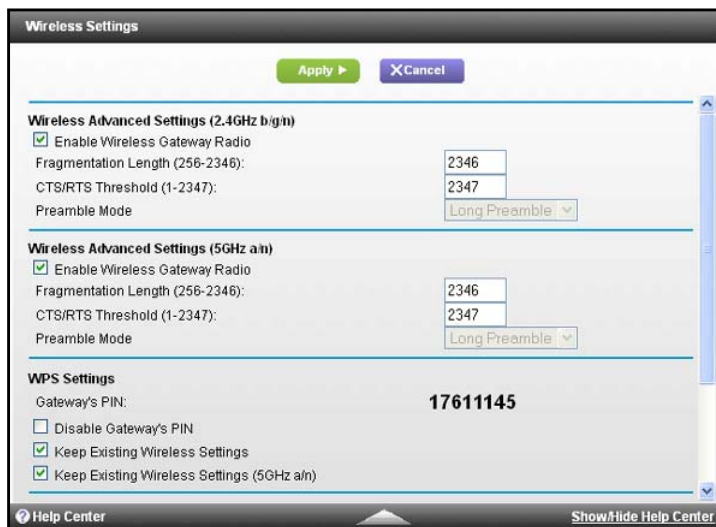 Wireless Settings
Apply
Cancel
Wireless Advanced Settings (2.4GHz b/g/n)
Enable Wireless Gateway Radio
Fragmentation Length (256-2346): 2346
CTS/RTS Threshold (1-2347): 2347
Preamble Mode Long Preamble
Wireless Advanced Settings (5GHz a/n)
Enable Wireless Gateway Radio
Fragmentation Length (256-2346): 2346
CTS/RTS Threshold (1-2347): 2347
Preamble Mode Long Preamble
WPS Settings
Gateway's PIN: 17611145
Disable Gateway's PIN
Keep Existing Wireless Settings
Keep Existing Wireless Settings (5GHz a/n)
Help Center Show/Hide Help Center